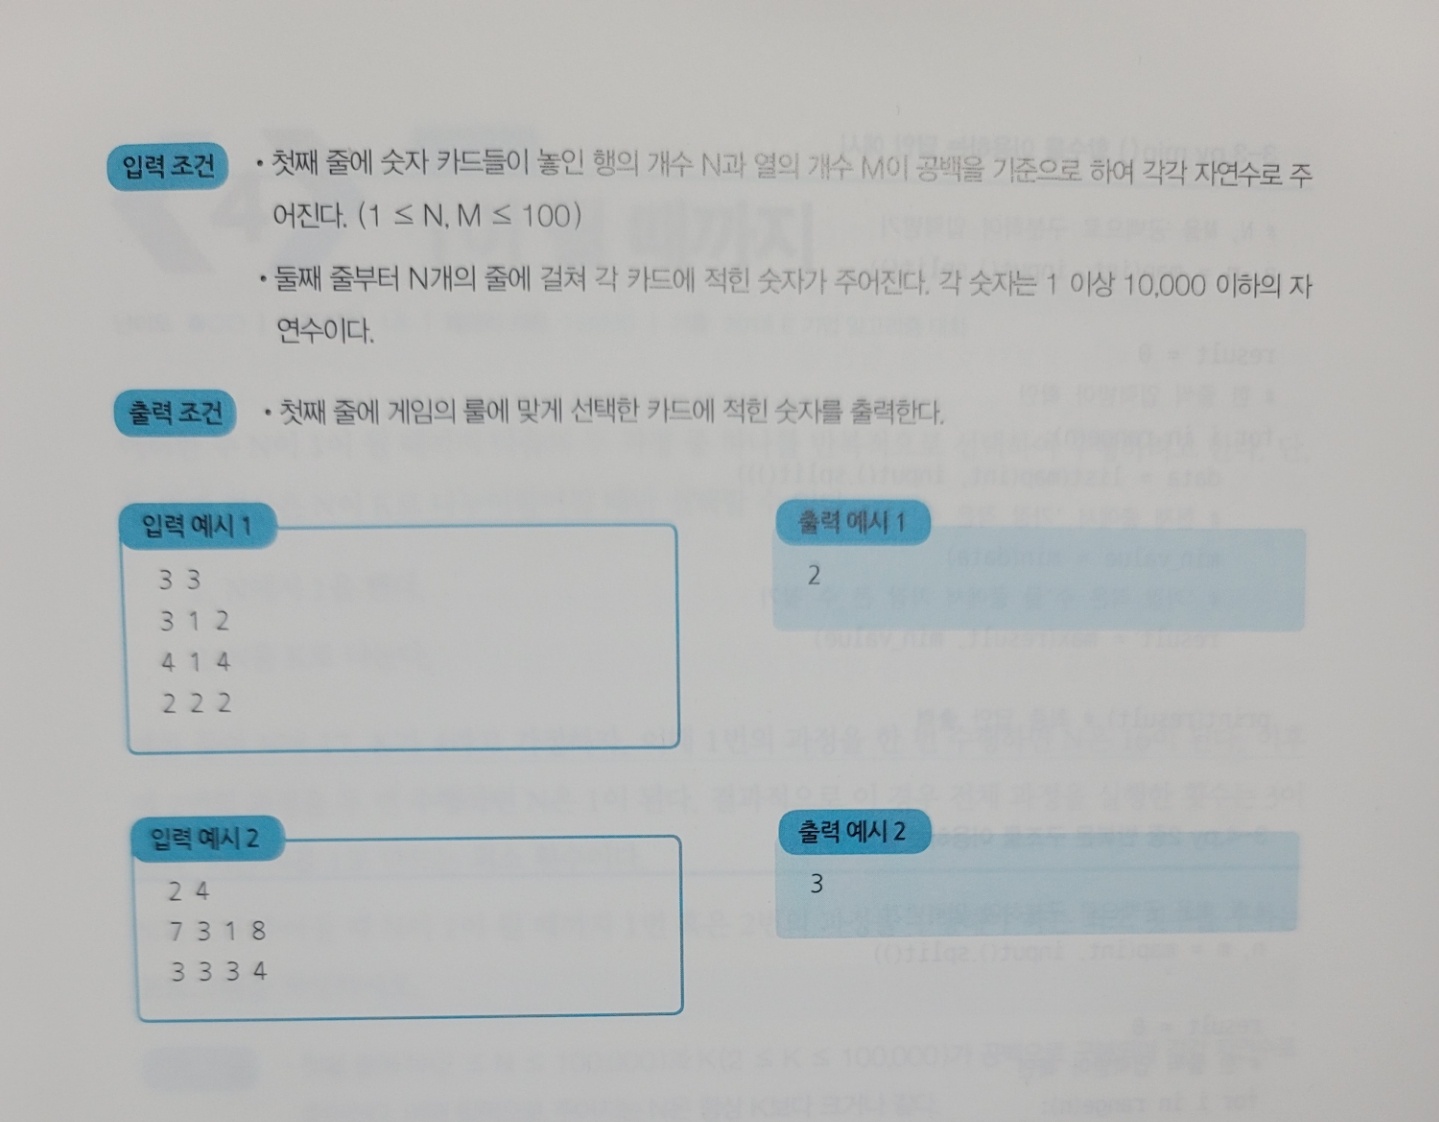 입력 조건
• 첫째 줄에 숫자 카드들이 놓인 행의 개수 N과 열의 개수 M이 공백을 기준으로 하여 각각 자연수로 주
어진다. (1 ≤ N, M ≤ 100)
• 둘째 줄부터 N개의 줄에 걸쳐 각 카드에 적힌 숫자가 주어진다. 각 숫자는 1 이상 10,000 이하의 자
연수이다.
출력 조건
• 첫째 줄에 게임의 룰에 맞게 선택한 카드에 적힌 숫자를 출력한다.
입력 예시 1
3 3
3 1 2
4 1 4
2 2 2
출력 예시 1
2
입력 예시 2
2 4
7 3 1 8
3 3 3 4
출력 예시 2
3